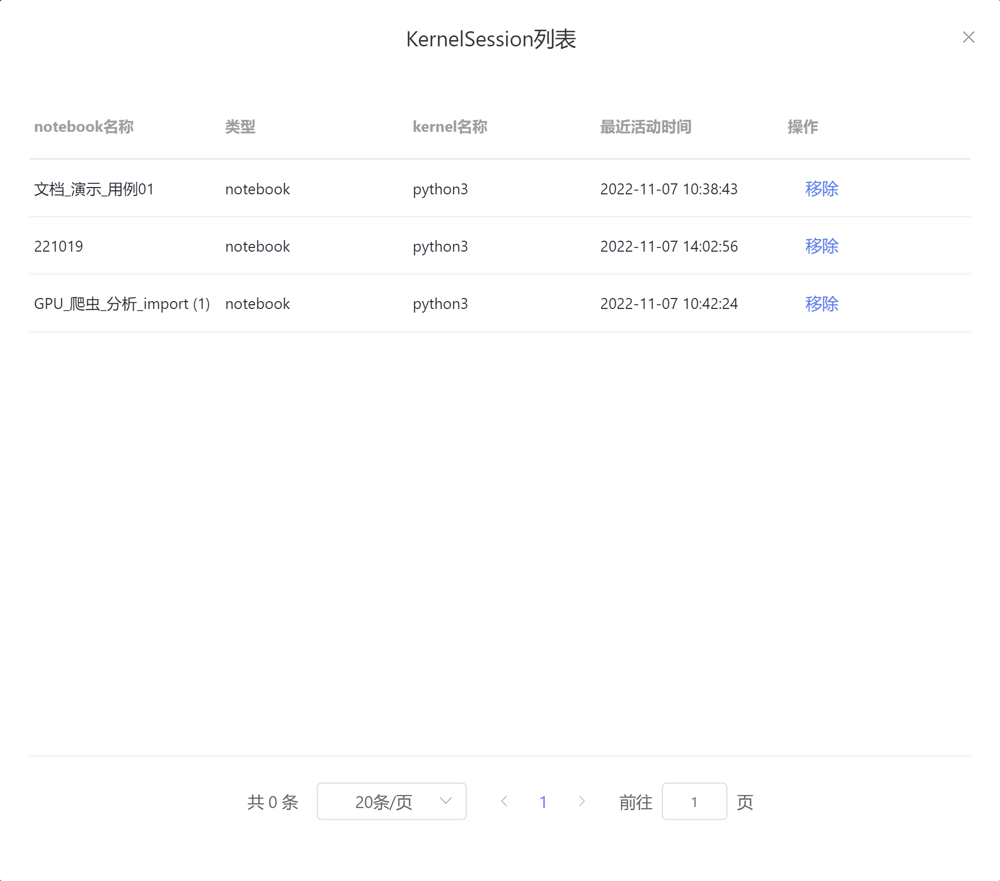 KernelSession列表
notebook名称 类型 kernel名称 最近活动时间 操作
文档_演示_用例01 notebook python3 2022-11-07 10:38:43 移除
221019 notebook python3 2022-11-07 14:02:56 移除
GPU_爬虫_分析_import (1) notebook python3 2022-11-07 10:42:24 移除
共 0 条 20条/页 1 前往 1 页